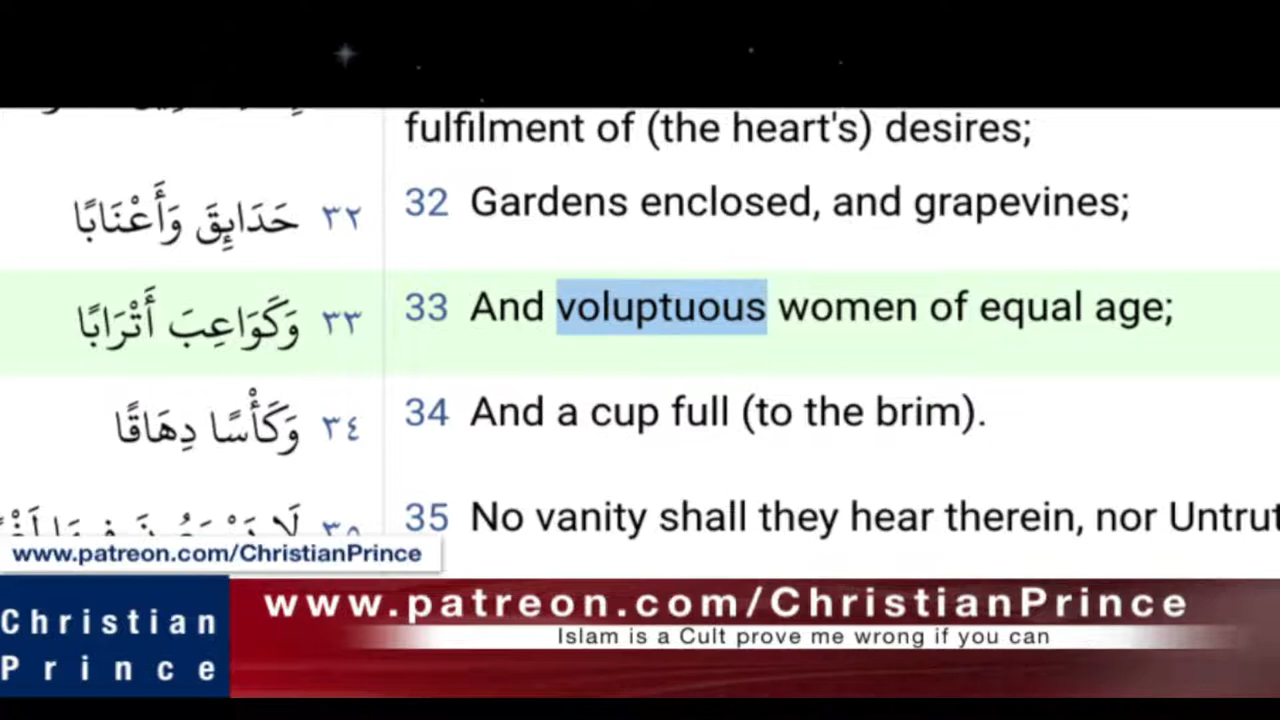 fulfilment of (the heart's) desires;
حَدَائِقَ وَأَعْنَابًا ٣٢
32 Gardens enclosed, and grapevines;
وَكَوَاعِبَ أَتْرَابًا ٣٣
33 And voluptuous women of equal age;
وَكَأْسًا دِهَاقًا ٣٤
34 And a cup full (to the brim).
35 No vanity shall they hear therein, nor Untrut
www.patreon.com/ChristianPrince
Christian
Prince
www.patreon.com/ChristianPrince
Islam is a Cult prove me wrong if you can